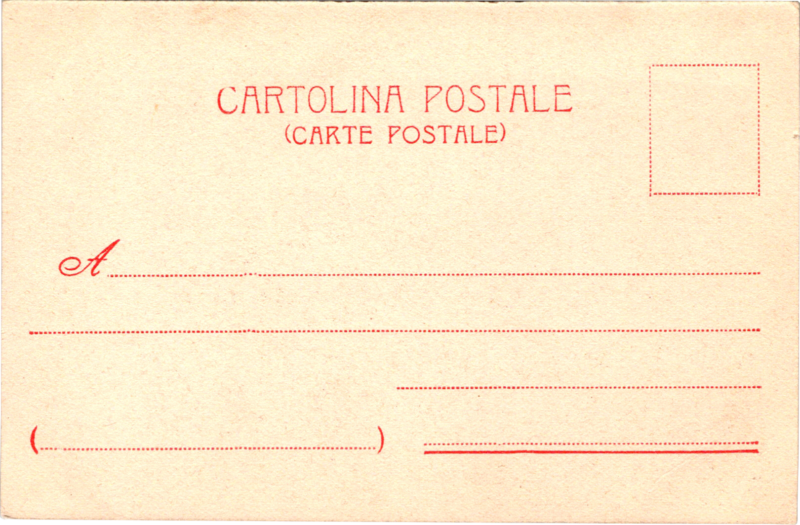 CARTOLINA POSTALE
(CARTE POSTALE)
A
( )